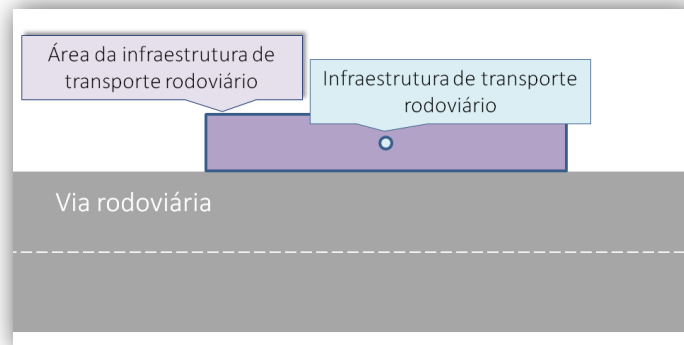 Área da infraestrutura de
transporte rodoviário
Infraestrutura de transporte
rodoviário
Via rodoviária